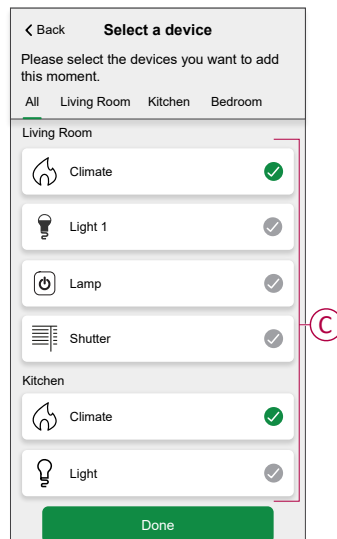 Back Select a device
Please select the devices you want to add
this moment.
All Living Room Kitchen Bedroom
Living Room
Climate
Light 1
Lamp
Shutter
C
Kitchen
Climate
Light
Done